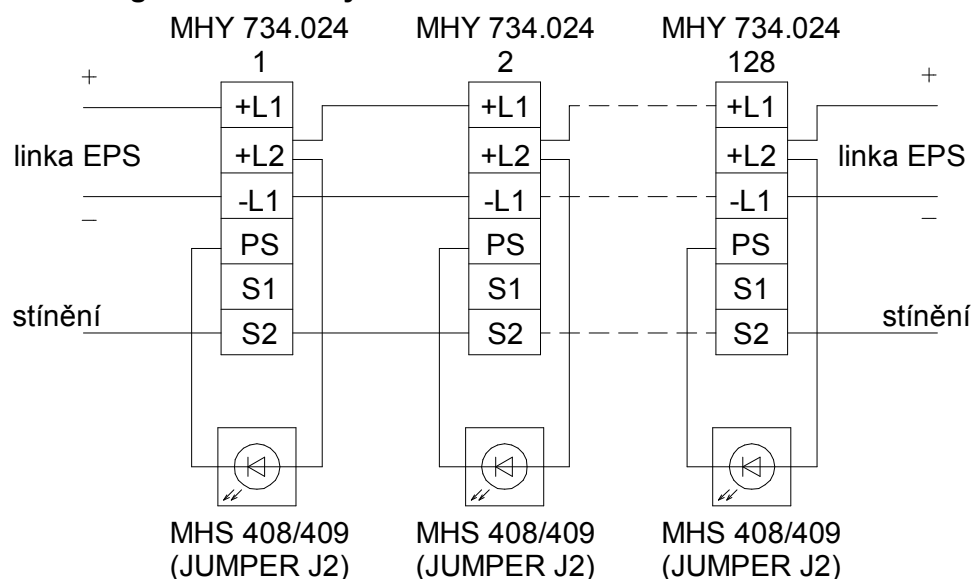 MHY 734.024 MHY 734.024 MHY 734.024
1 2 128
+ +
+L1 +L1 +L1
linka EPS +L2 +L2 +L2 linka EPS
-L1 -L1 -L1
– –
PS PS PS
S1 S1 S1
stínění S2 S2 S2 stínění
MHS 408/409 MHS 408/409 MHS 408/409
(JUMPER J2) (JUMPER J2) (JUMPER J2)